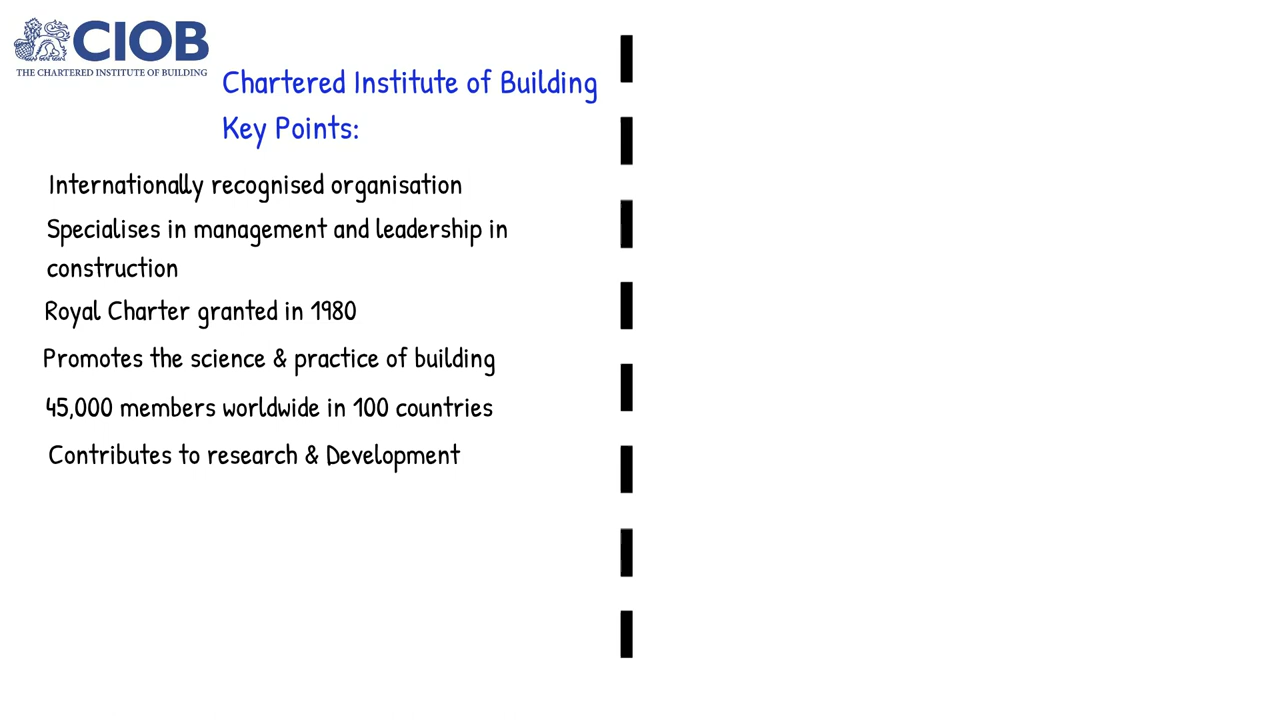 CIOB
THE CHARTERED INSTITUTE OF BUILDING
Chartered Institute of Building
Key Points:
Internationally recognised organisation
Specialises in management and leadership in
construction
Royal Charter granted in 1980
Promotes the science & practice of building
45,000 members worldwide in 100 countries
Contributes to research & Development